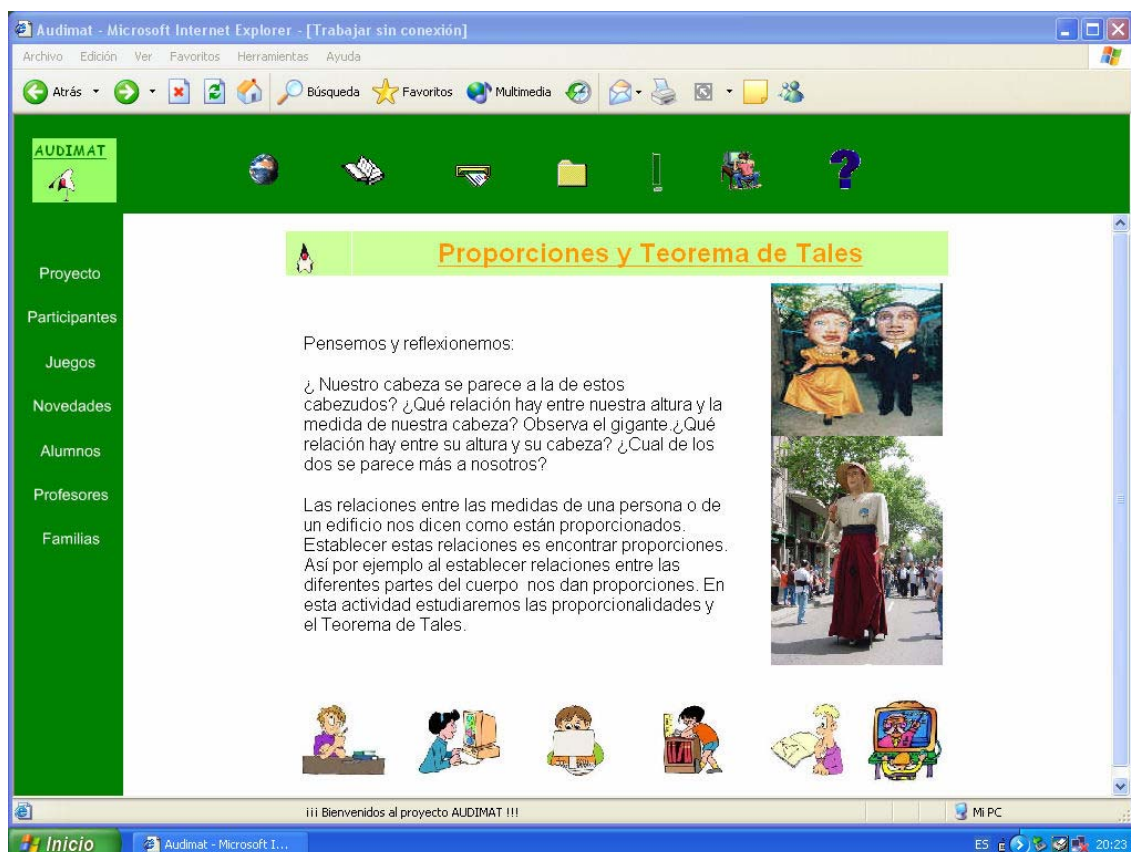 Audimat - Microsoft Internet Explorer - [Trabajar sin conexión]
Archivo Edición Ver Favoritos Herramientas Ayuda
Atrás Búsqueda Favoritos Multimedia
AUDIMAT
Proporciones y Teorema de Tales
Proyecto
Participantes
Juegos
Novedades
Alumnos
Profesores
Familias
Pensemos y reflexionemos:
¿ Nuestro cabeza se parece a la de estos
cabezudos? ¿Qué relación hay entre nuestra altura y la
medida de nuestra cabeza? Observa el gigante.¿Qué
relación hay entre su altura y su cabeza? ¿Cual de los
dos se parece más a nosotros?
Las relaciones entre las medidas de una persona o de
un edificio nos dicen como están proporcionados.
Establecer estas relaciones es encontrar proporciones.
Así por ejemplo al establecer relaciones entre las
diferentes partes del cuerpo nos dan proporciones. En
esta actividad estudiaremos las proporcionalidades y
el Teorema de Tales.
¡¡¡ Bienvenidos al proyecto AUDIMAT !!!
Mi PC
Inicio
Audimat - Microsoft I...
ES
20:23